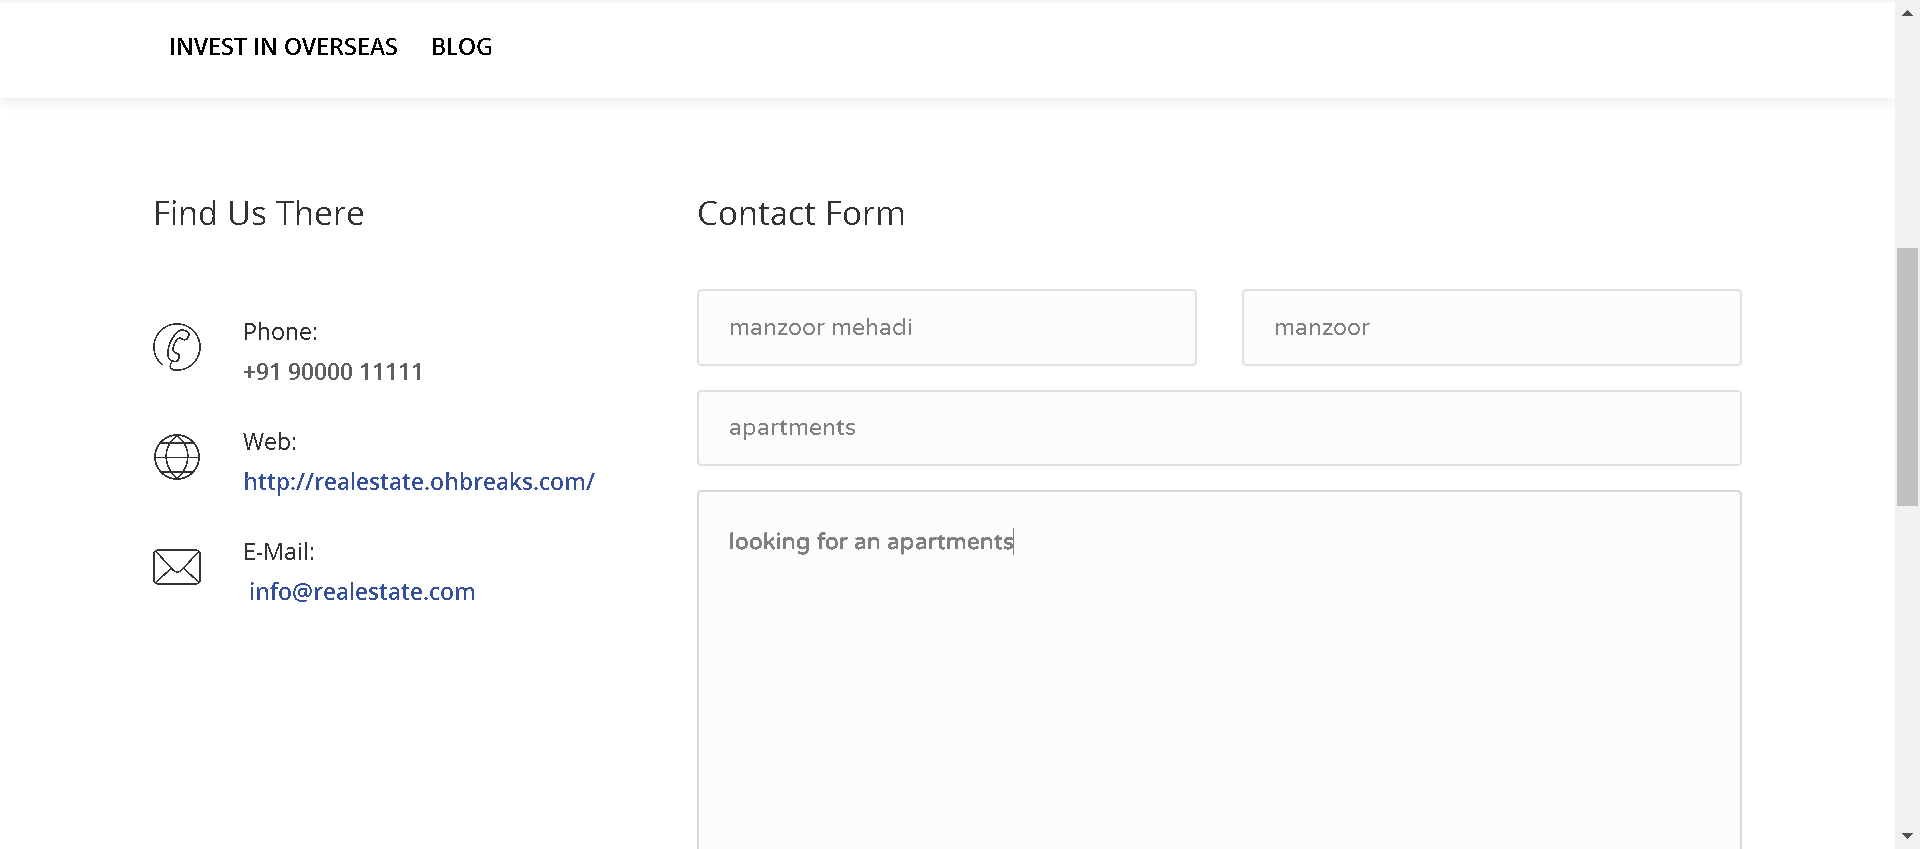 INVEST IN OVERSEAS BLOG
Find Us There
Phone:
+91 90000 11111
Web:
http://realestate.ohbreaks.com/
E-Mail:
info@realestate.com
Contact Form
manzoor mehadi
manzoor
apartments
looking for an apartments